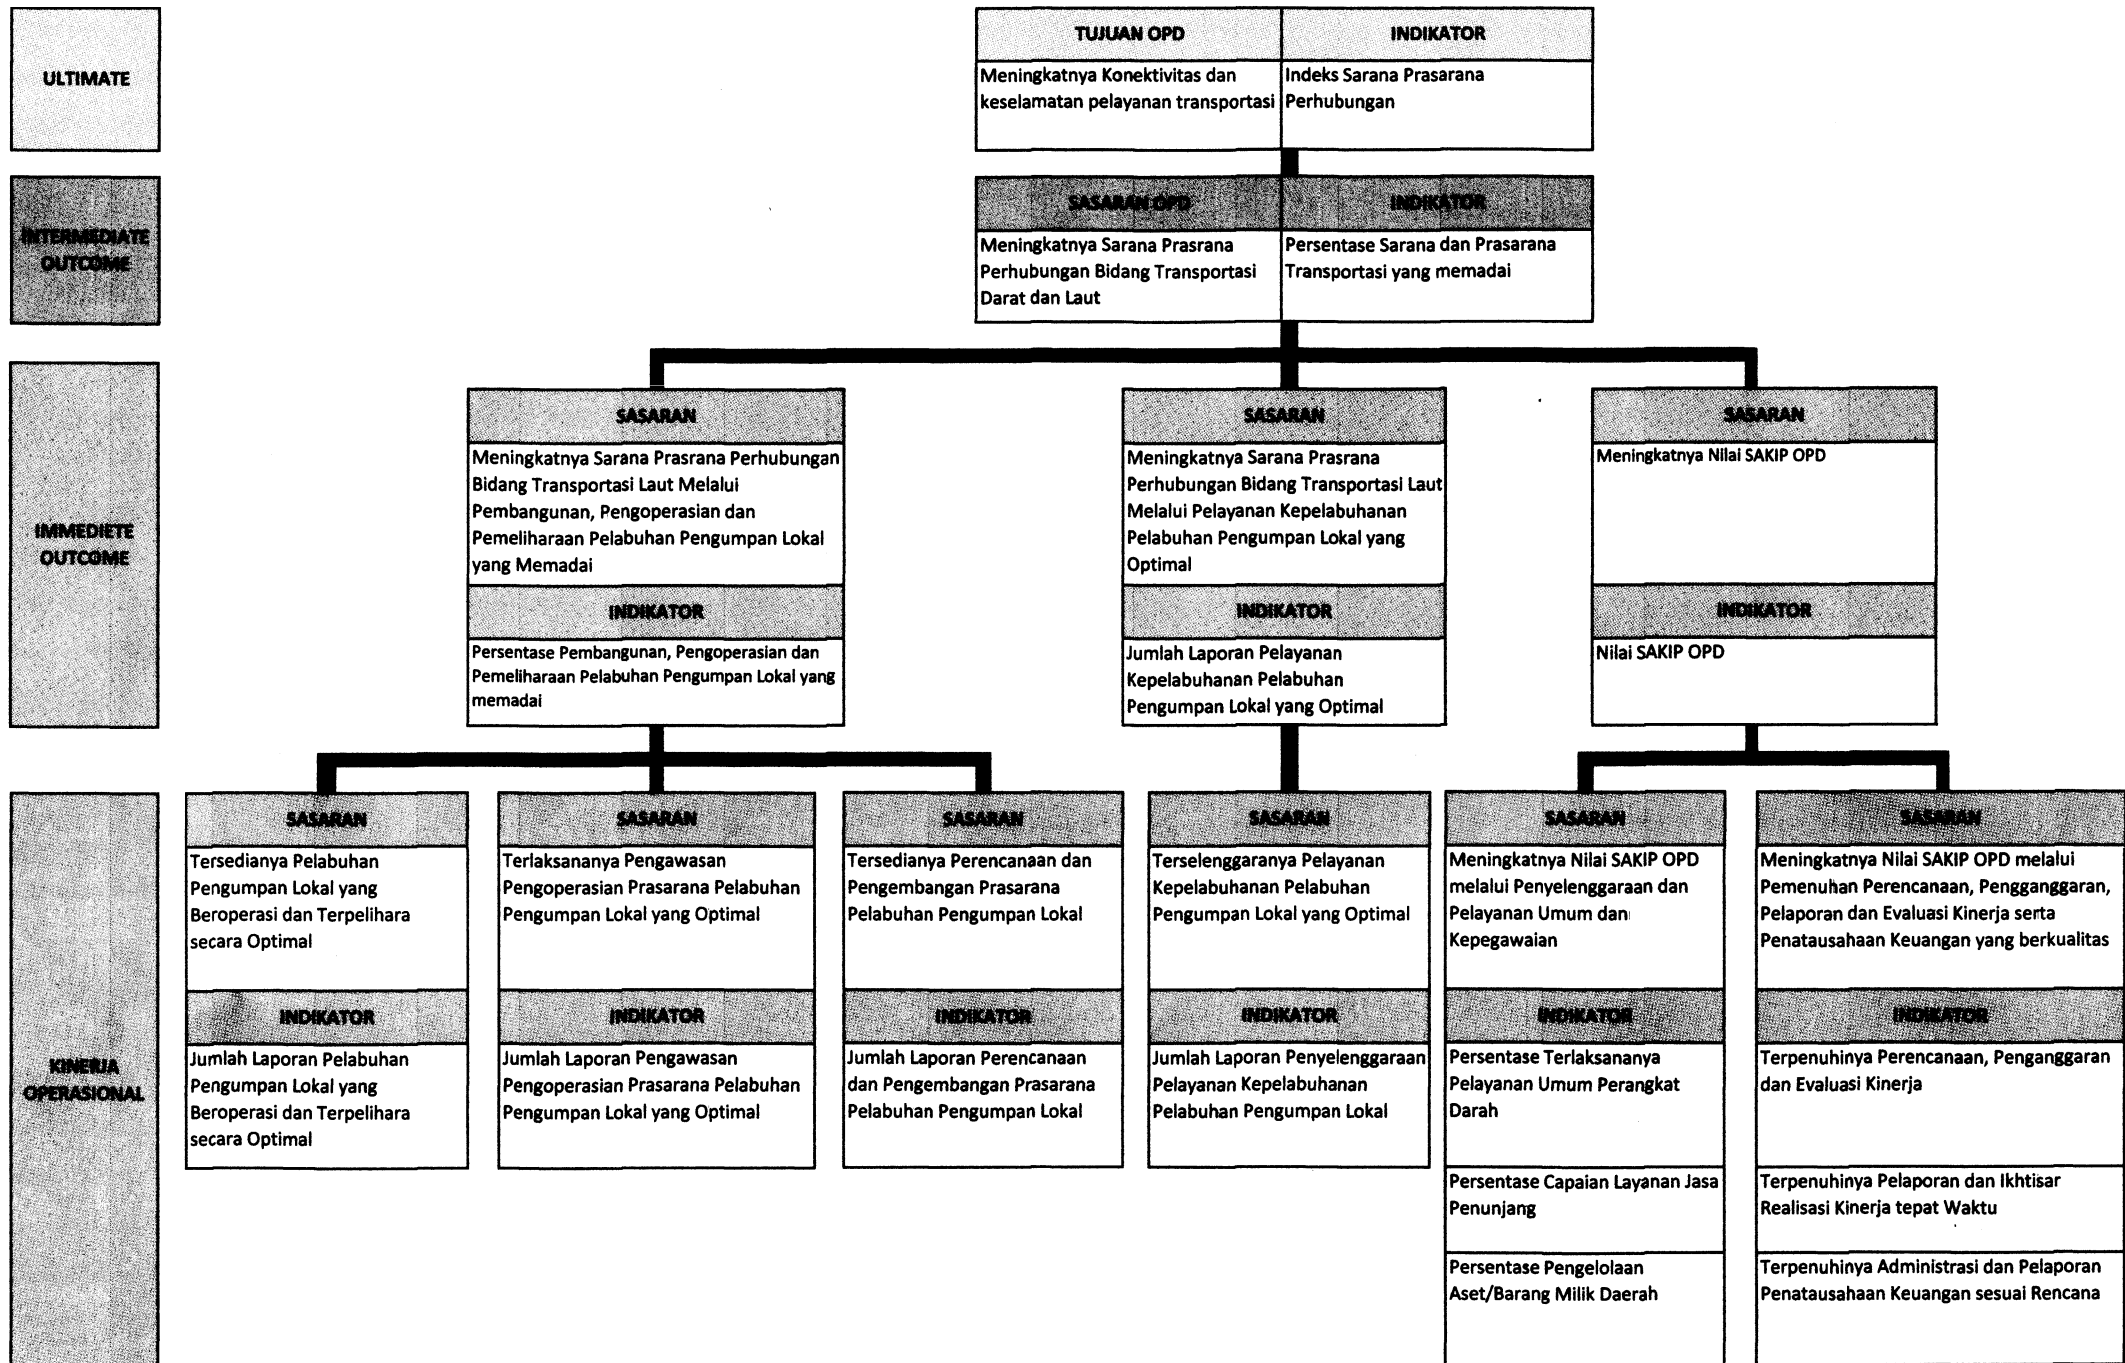 ULTIMATE
TUJUAN OPD
INDIKATOR
Meningkatnya Konektivitas dan
keselamatan pelayanan transportasi
Indeks Sarana Prasarana
Perhubungan
INTERMEDIATE
OUTCOME
SASARAN OPD
INDIKATOR
Meningkatnya Sarana Prasrana
Perhubungan Bidang Transportasi
Darat dan Laut
Persentase Sarana dan Prasarana
Transportasi yang memadai
IMMEDIETE
OUTCOME
SASARAN
Meningkatnya Sarana Prasrana Perhubungan
Bidang Transportasi Laut Melalui
Pembangunan, Pengoperasian dan
Pemeliharaan Pelabuhan Pengumpan Lokal
yang Memadai
INDIKATOR
Persentase Pembangunan, Pengoperasian dan
Pemeliharaan Pelabuhan Pengumpan Lokal yang
memadai
SASARAN
Meningkatnya Sarana Prasrana
Perhubungan Bidang Transportasi Laut
Melalui Pelayanan Kepelabuhanan
Pelabuhan Pengumpan Lokal yang
Optimal
INDIKATOR
Jumlah Laporan Pelayanan
Kepelabuhanan Pelabuhan
Pengumpan Lokal yang Optimal
SASARAN
Meningkatnya Nilai SAKIP OPD
INDIKATOR
Nilai SAKIP OPD
KINERJA
OPERASIONAL
SASARAN
Tersedianya Pelabuhan
Pengumpan Lokal yang
Beroperasi dan Terpelihara
secara Optimal
INDIKATOR
Jumlah Laporan Pelabuhan
Pengumpan Lokal yang
Beroperasi dan Terpelihara
secara Optimal
SASARAN
Terlaksananya Pengawasan
Pengoperasian Prasarana Pelabuhan
Pengumpan Lokal yang Optimal
INDIKATOR
Jumlah Laporan Pengawasan
Pengoperasian Prasarana Pelabuhan
Pengumpan Lokal yang Optimal
SASARAN
Tersedianya Perencanaan dan
Pengembangan Prasarana
Pelabuhan Pengumpan Lokal
INDIKATOR
Jumlah Laporan Perencanaan
dan Pengembangan Prasarana
Pelabuhan Pengumpan Lokal
SASARAN
Terselenggaranya Pelayanan
Kepelabuhanan Pelabuhan
Pengumpan Lokal yang Optimal
INDIKATOR
Jumlah Laporan Penyelenggaraan
Pelayanan Kepelabuhanan
Pelabuhan Pengumpan Lokal
SASARAN
Meningkatnya Nilai SAKIP OPD
melalui Penyelenggaraan dan
Pelayanan Umum dan
Kepegawaian
INDIKATOR
Persentase Terlaksananya
Pelayanan Umum Perangkat
Darah
Persentase Capaian Layanan Jasa
Penunjang
Persentase Pengelolaan
Aset/Barang Milik Daerah
SASARAN
Meningkatnya Nilai SAKIP OPD melalui
Pemenuhan Perencanaan, Pengganggaran,
Pelaporan dan Evaluasi Kinerja serta
Penatausahaan Keuangan yang berkualitas
INDIKATOR
Terpenuhinya Perencanaan, Penganggaran
dan Evaluasi Kinerja
Terpenuhinya Pelaporan dan Ikhtisar
Realisasi Kinerja tepat Waktu
Terpenuhinya Administrasi dan Pelaporan
Penatausahaan Keuangan sesuai Rencana